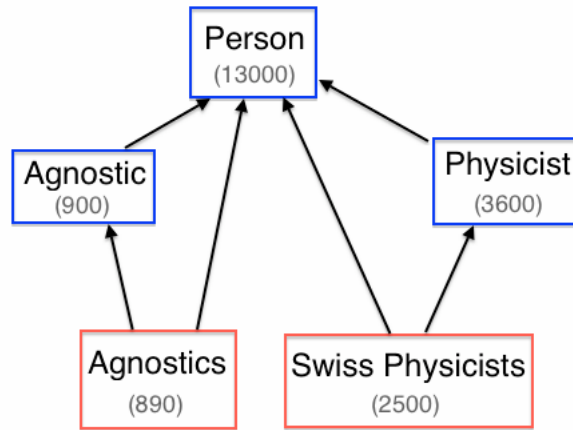 Person
(13000)
Agnostic
(900)
Physicist
(3600)
Agnostics
(890)
Swiss Physicists
(2500)